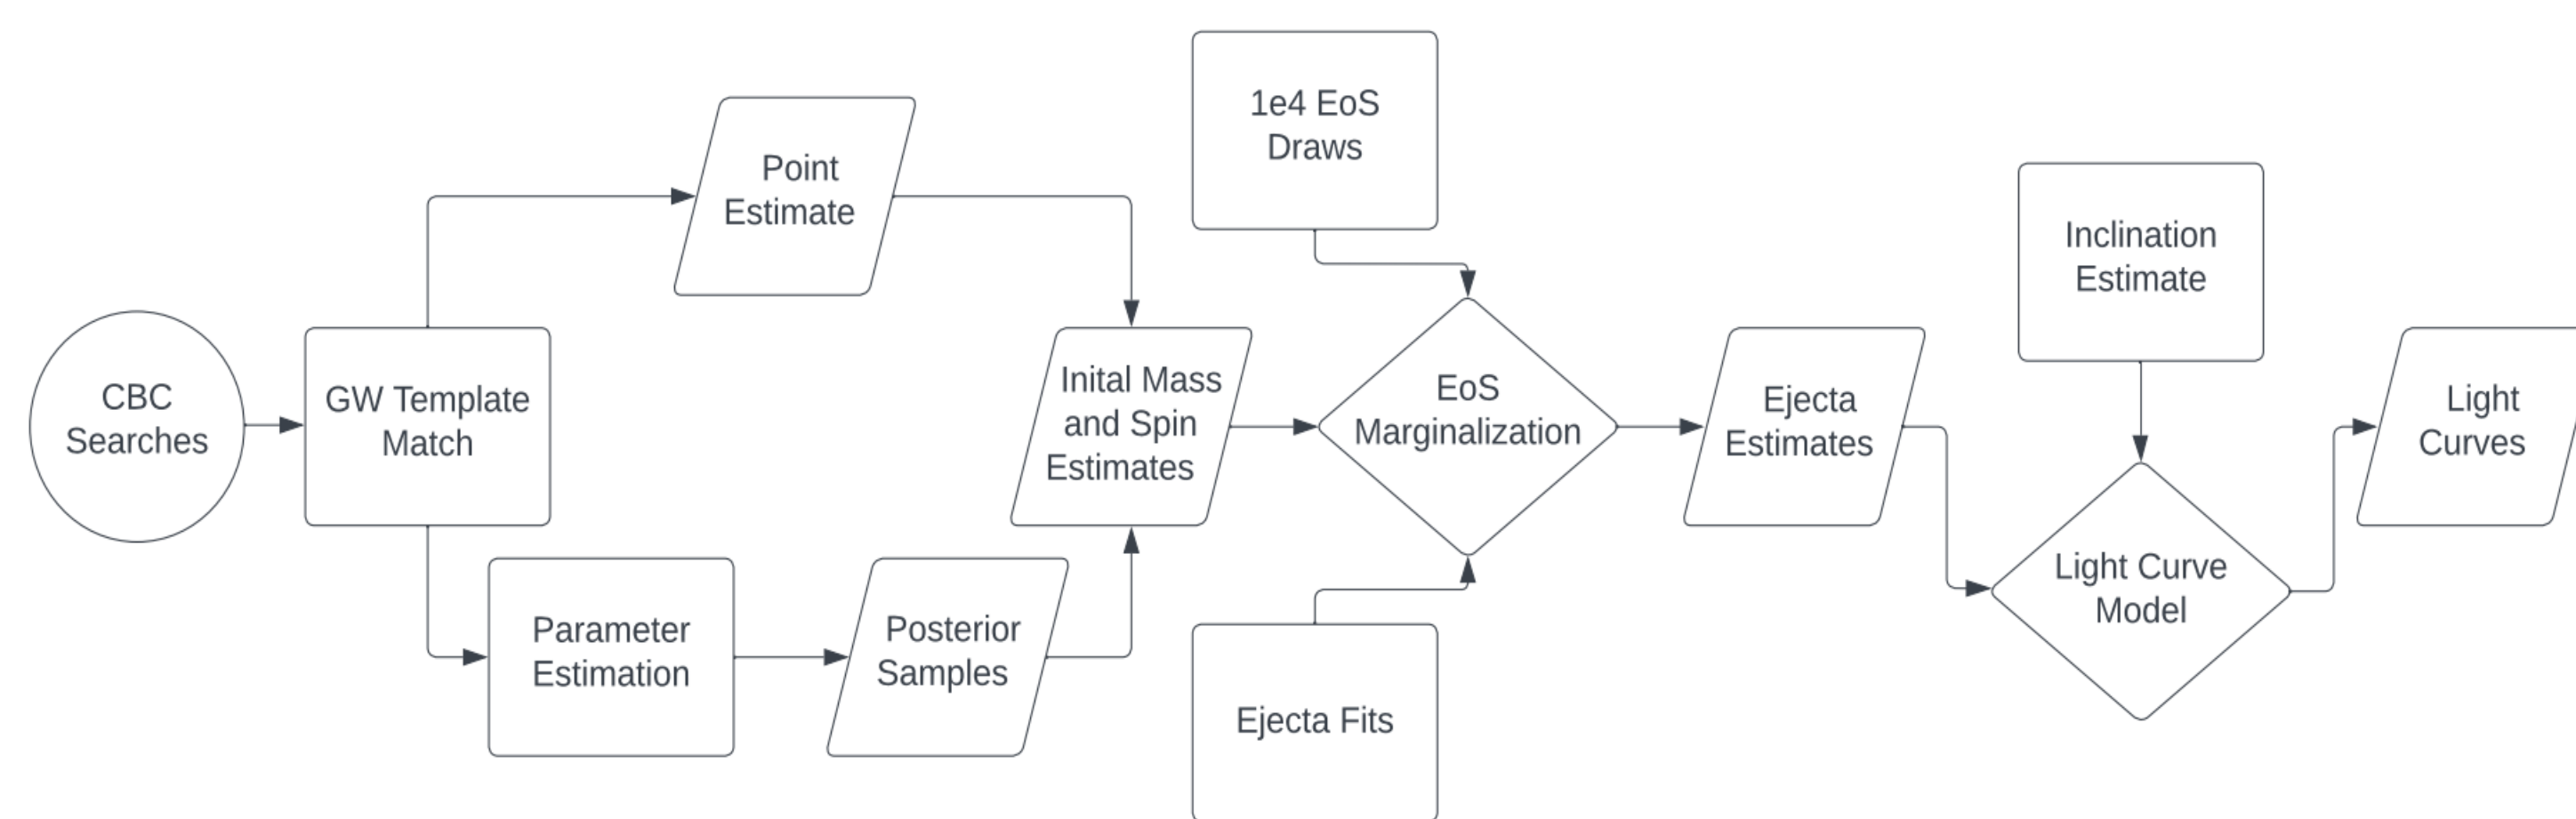 CBC
Searches
GW Template
Match
Point
Estimate
Parameter
Estimation
Posterior
Samples
Inital Mass
and Spin
Estimates
1e4 EoS
Draws
EoS
Marginalization
Ejecta Fits
Ejecta
Estimates
Inclination
Estimate
Light Curve
Model
Light
Curves